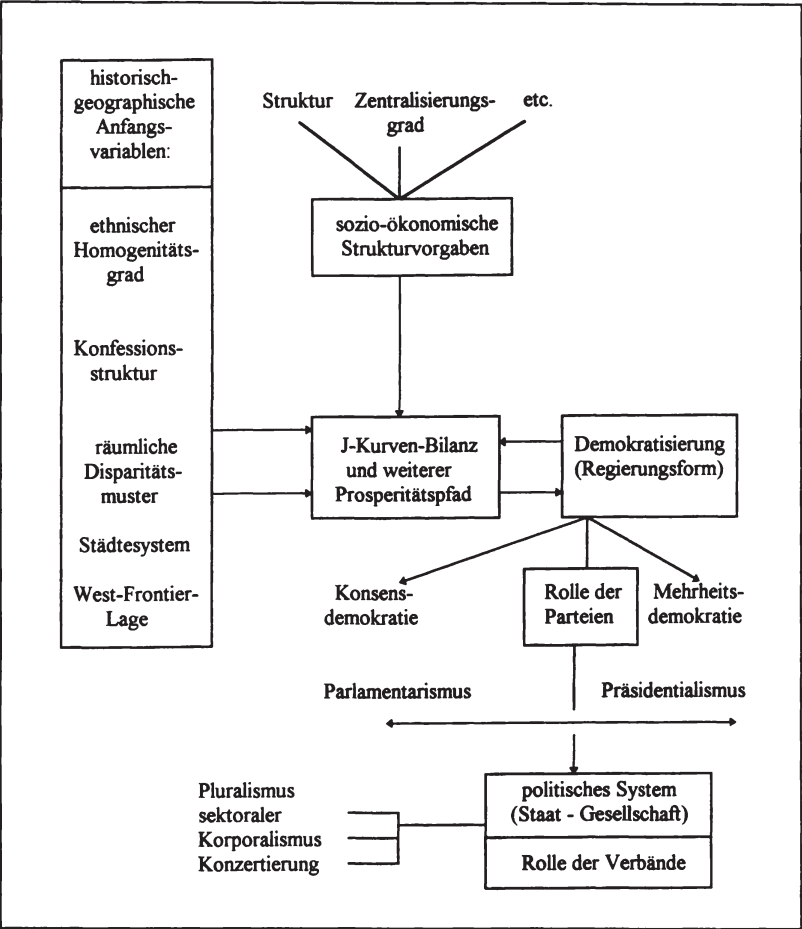 historisch-
geographische
Anfangs-
variablen:
ethnischer
Homogenitäts-
grad
Konfessions-
struktur
räumliche
Disparitäts-
muster
Städtesystem
West-Frontier-
Lage
Struktur Zentralisierungs- etc.
grad
sozio-ökonomische
Strukturvorgaben
J-Kurven-Bilanz
und weiterer
Prosperitätspfad
Demokratisierung
(Regierungsform)
Konsens-
demokratie
Rolle der
Parteien
Mehrheits-
demokratie
Parlamentarismus Präsidentialismus
Pluralismus
sektoraler
Korporalismus
Konzertierung
politisches System
(Staat - Gesellschaft)
Rolle der Verbände